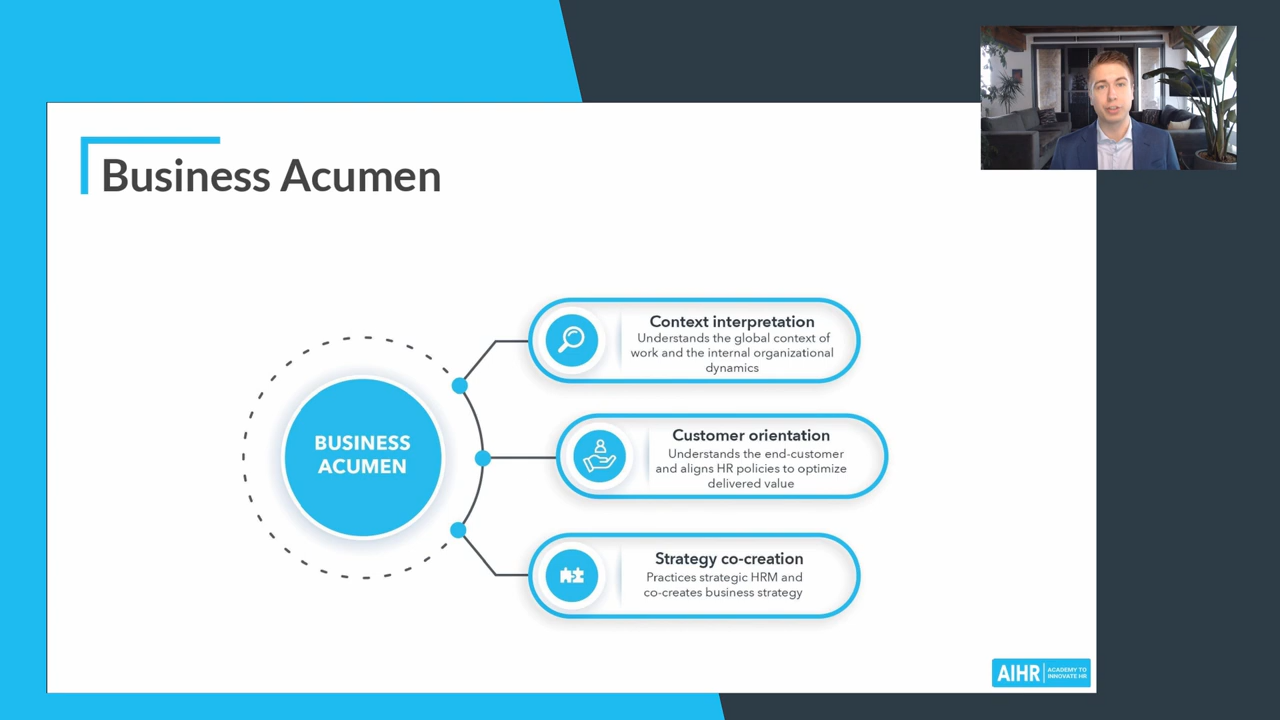 Business Acumen
BUSINESS
ACUMEN
Context interpretation
Understands the global context of
work and the internal organizational
dynamics
Customer orientation
Understands the end-customer
and aligns HR policies to optimize
delivered value
Strategy co-creation
Practices strategic HRM and
co-creates business strategy
AIHR
ACADEMY TO
INNOVATE HR